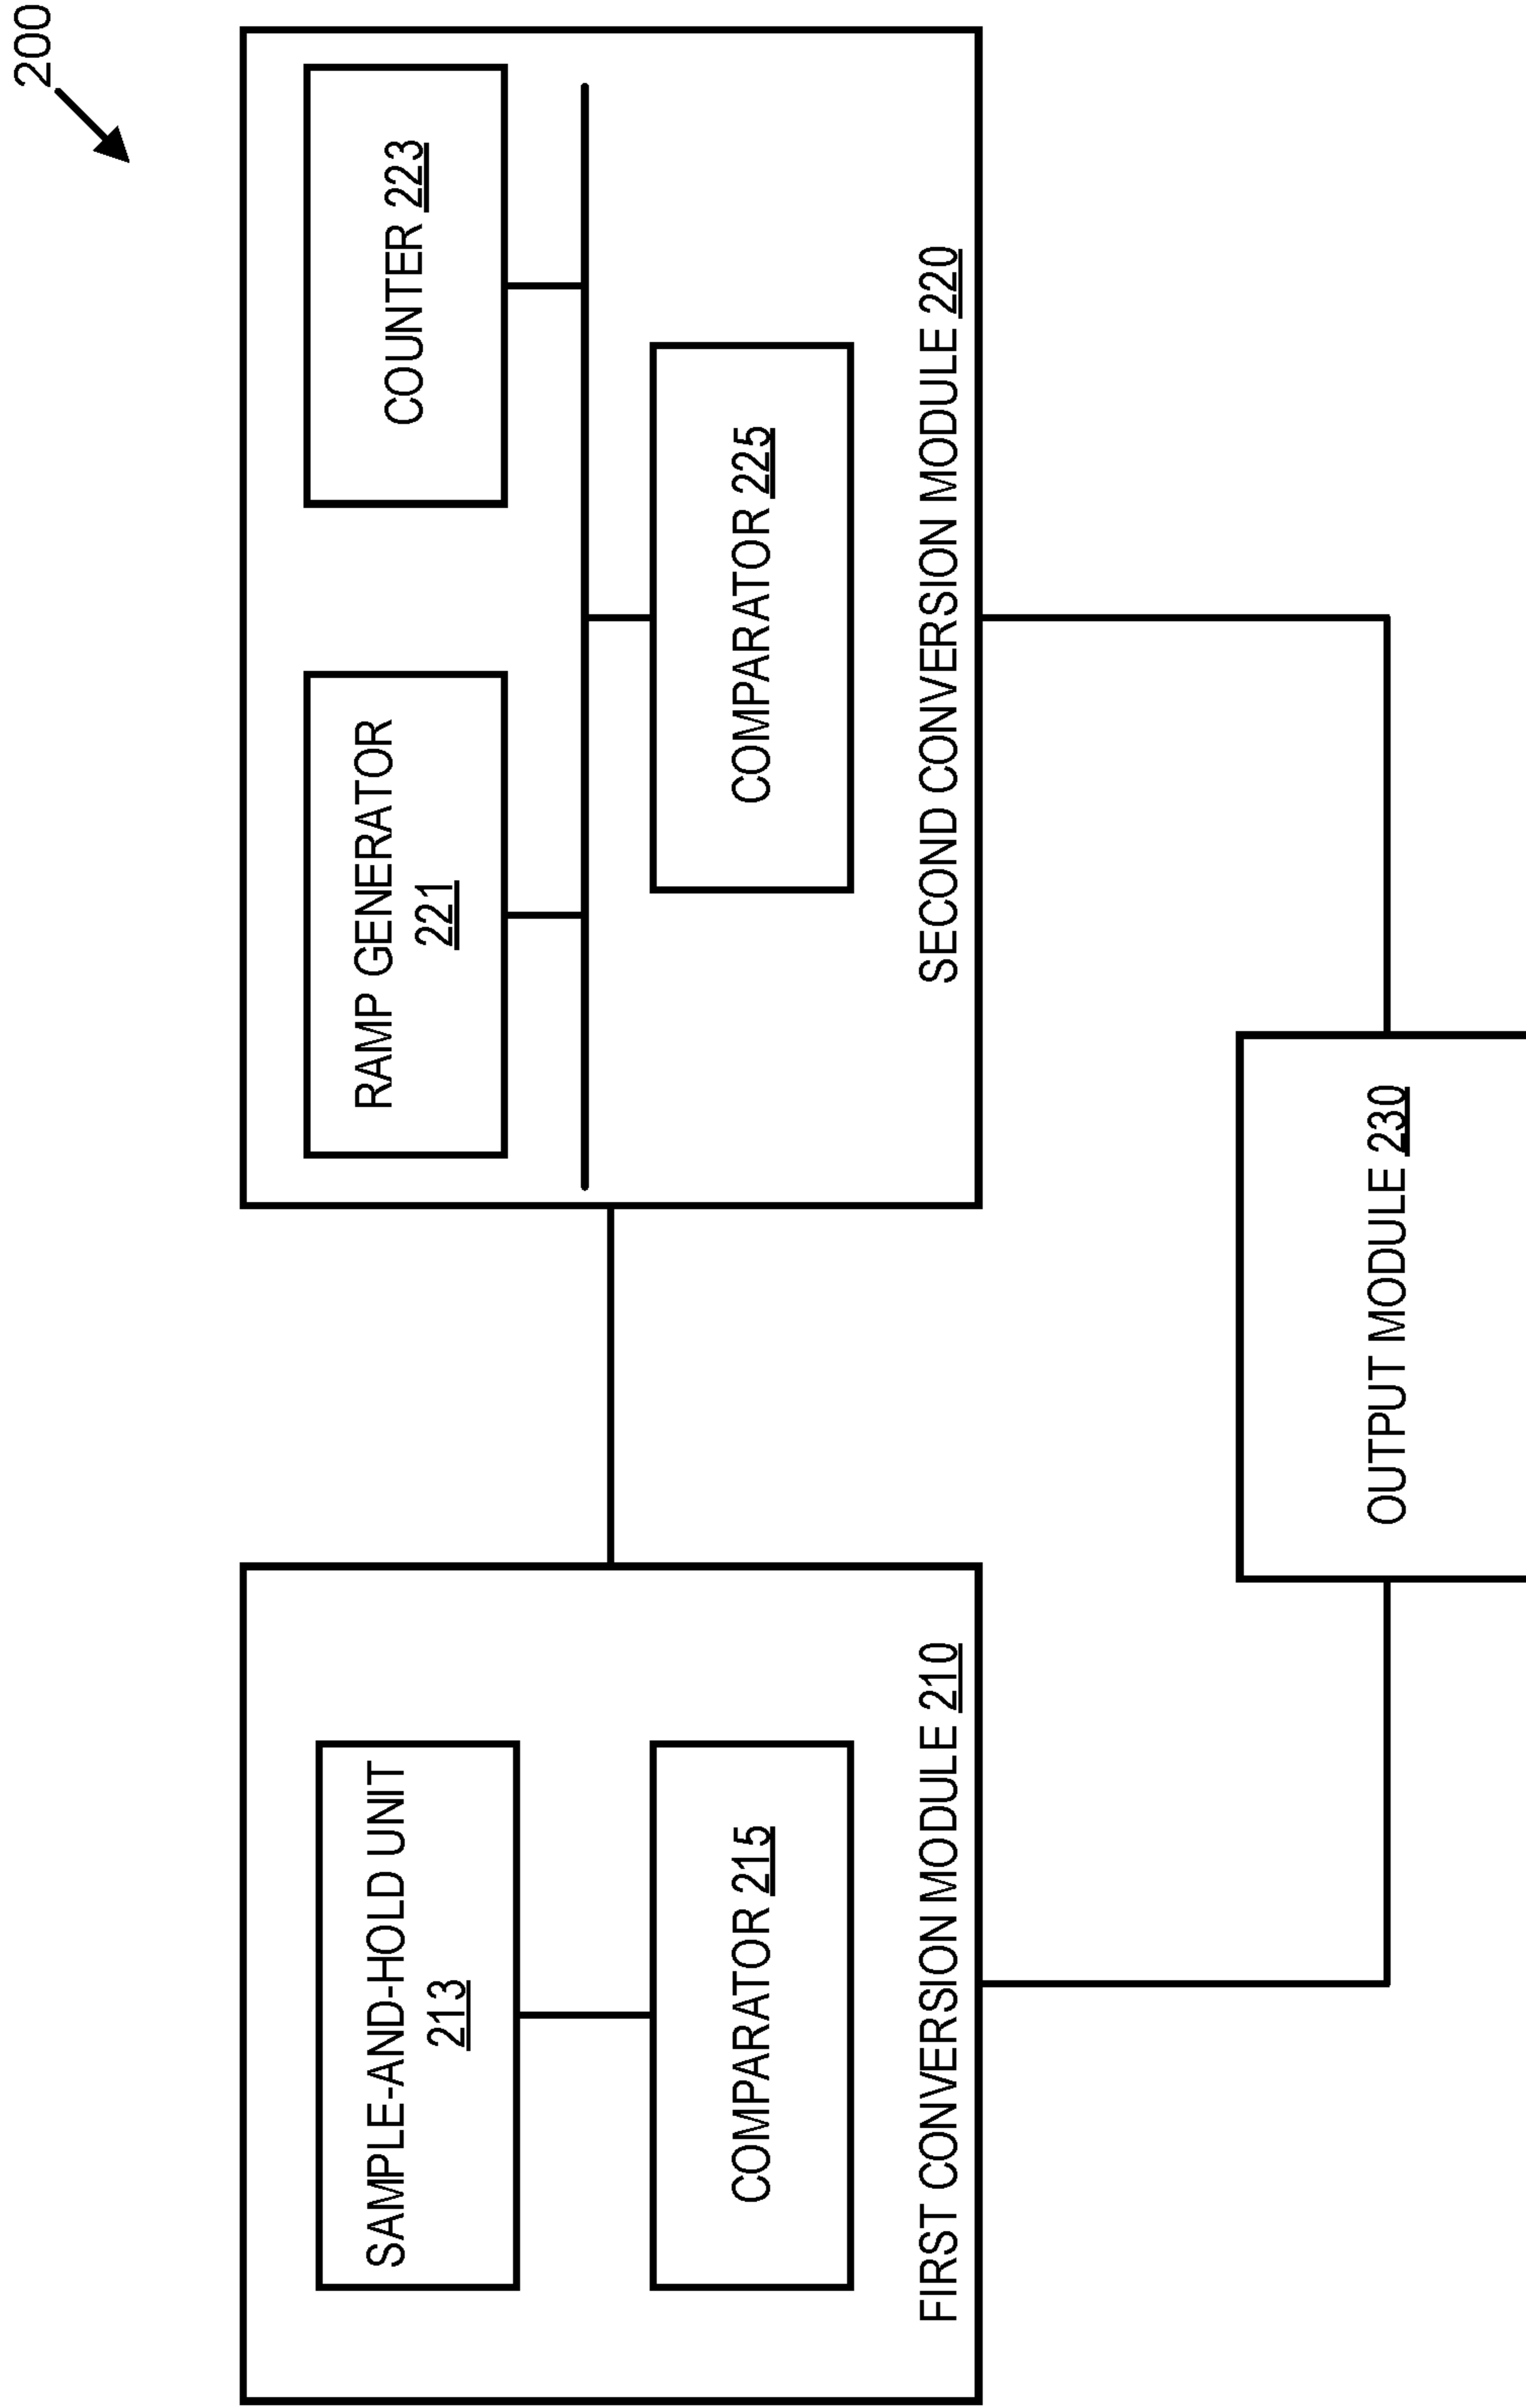 200
SAMPLE-AND-HOLD UNIT
213
COMPARATOR 215
FIRST CONVERSION MODULE 210
RAMP GENERATOR
221
COUNTER 223
COMPARATOR 225
SECOND CONVERSION MODULE 220
OUTPUT MODULE 230